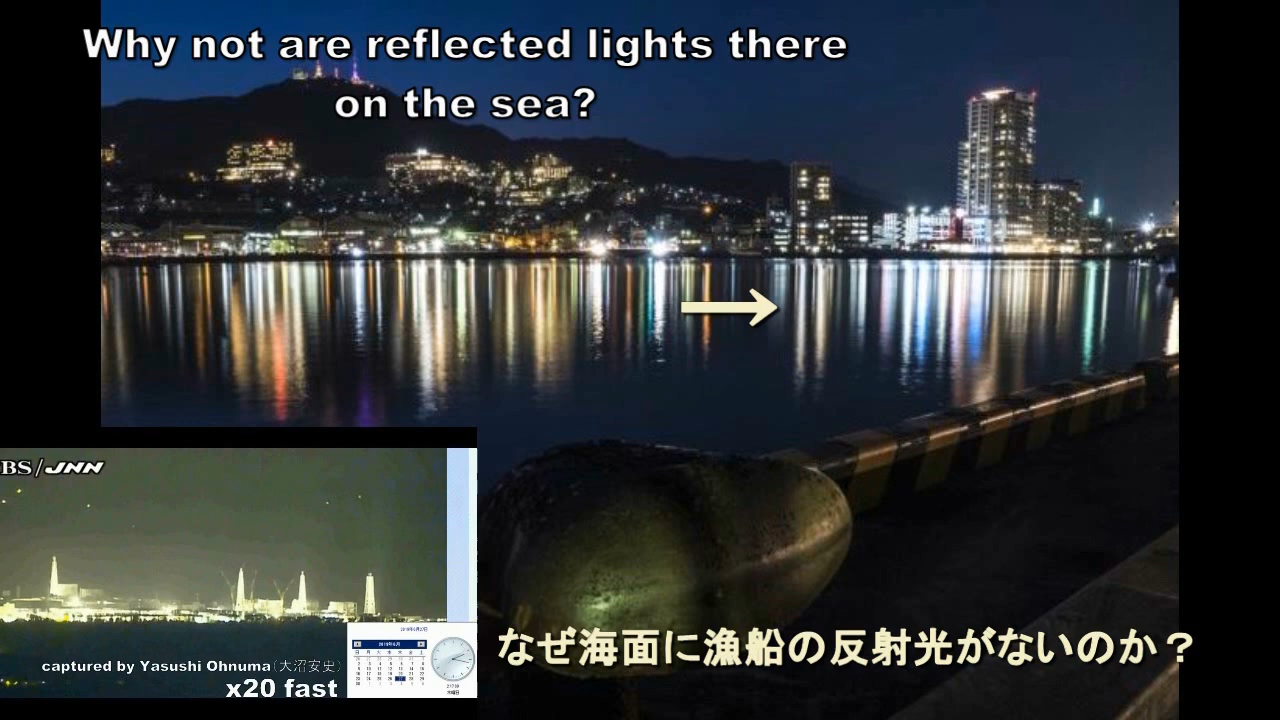 Why not are reflected lights there
on the sea?
BS/JNN
captured by Yasushi Ohnuma(大沼安史)
x20 fast
なぜ海面に漁船の反射光がないのか？